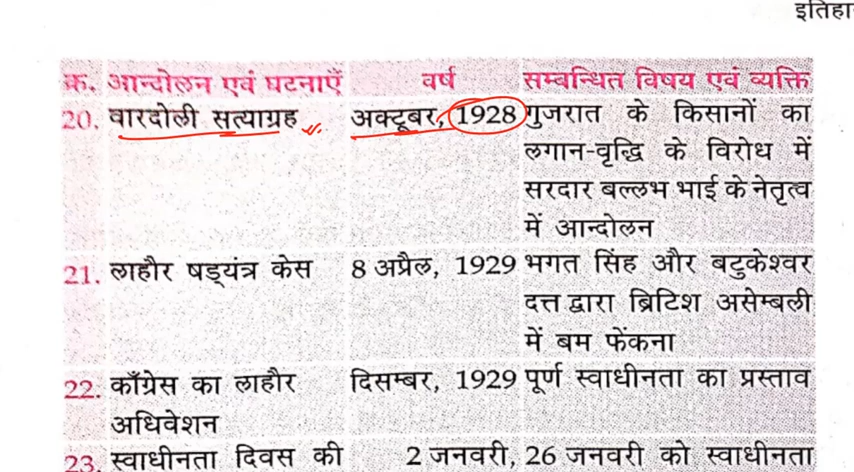 इतिहा
क्र. आन्दोलन एवं घटनाएँ वर्ष सम्बन्धित विषय एवं व्यक्ति
20. वारदोली सत्याग्रह अक्टूबर, 1928 गुजरात के किसानों का
लगान-वृद्धि के विरोध में
सरदार बल्लभ भाई के नेतृत्व
में आन्दोलन
21. लाहौर षड्यंत्र केस 8 अप्रैल, 1929 भगत सिंह और बटुकेश्वर
दत्त द्वारा ब्रिटिश असेम्बली
में बम फेंकना
22. काँग्रेस का लाहौर दिसम्बर, 1929 पूर्ण स्वाधीनता का प्रस्ताव
अधिवेशन
23. स्वाधीनता दिवस की 2 जनवरी, 26 जनवरी को स्वाधीनता